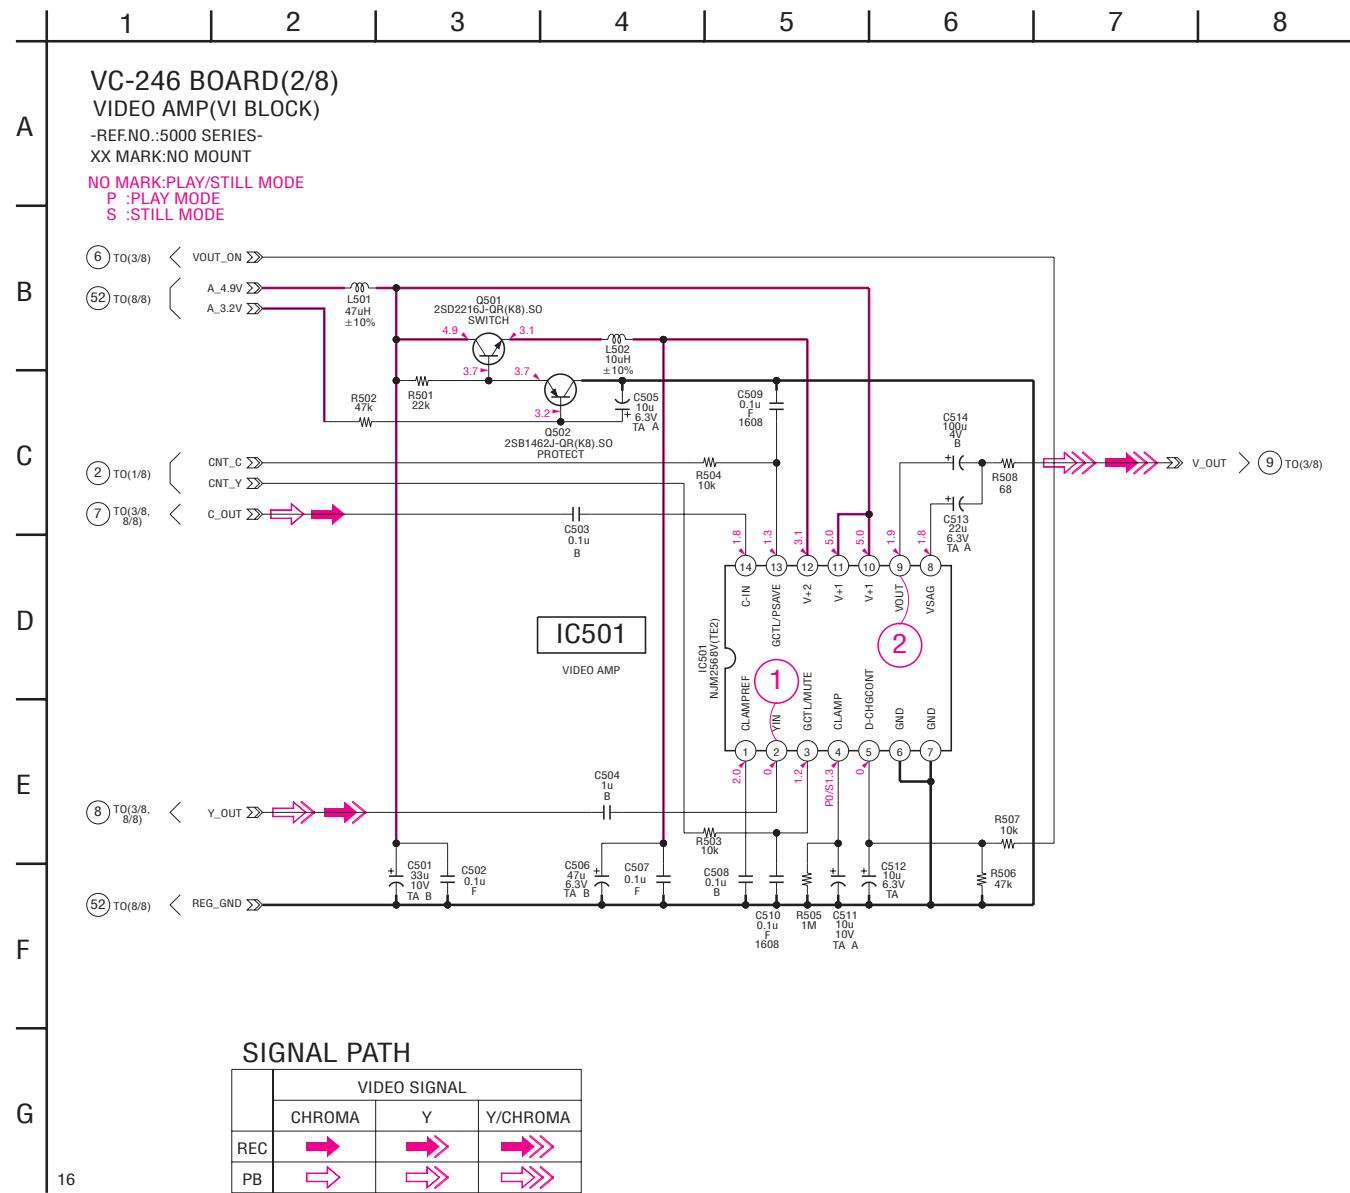 1 2 3 4 5 6 7 8
A
B
C
D
E
F
G
VC-246 BOARD(2/8)
VIDEO AMP(VI BLOCK)
-REF.NO.:5000 SERIES-
XX MARK:NO MOUNT
NO MARK:PLAY/STILL MODE
P :PLAY MODE
S :STILL MODE
6 TO(3/8) VOUT_ON
52 TO(8/8) A_4.9V
A_3.2V
L501
47uH
±10%
Q501
2SD2216J-QR(K8).SO
SWITCH
4.9 3.1
3.7 3.7
3.2
L502
10uH
±10%
R502
47k
R501
22k
C505
10u
6.3V
TA A
C509
0.1u
F
1608
Q502
2SB1462J-QR(K8).SO
PROTECT
C514
100u
4V
B
2 TO(1/8) CNT_C
CNT_Y
R504
10k
R508
68
V_OUT 9 TO(3/8)
7 TO(3/8, 8/8) C_OUT
C503
0.1u
B
C513
22u
6.3V
TA A
1.8 1.3 3.1 5.0 5.0 1.9 1.8
14 13 12 11 10 9 8
C-IN
GCTL/PSAVE
V+2
V+1
V+1
VOUT
VSAG
IC501
VIDEO AMP
IC501
NJM2568V(TE2)
1
2
CLAMPREF
YIN
GCTL/MUTE
CLAMP
D-CHGCONT
GND
GND
1 2 3 4 5 6 7
2.0 0 1.2 P0/S1.3 0
8 TO(3/8, 8/8) Y_OUT
C504
1u
B
R503
10k
R507
10k
C501
33u
10V
TA B
C502
0.1u
F
C506
47u
6.3V
TA B
C507
0.1u
F
C508
0.1u
B
C512
10u
6.3V
TA
R506
47k
52 TO(8/8) REG_GND
C510
0.1u
F
1608
R505
1M
C511
10u
10V
TA A
SIGNAL PATH
VIDEO SIGNAL
CHROMA Y Y/CHROMA
REC
PB
16